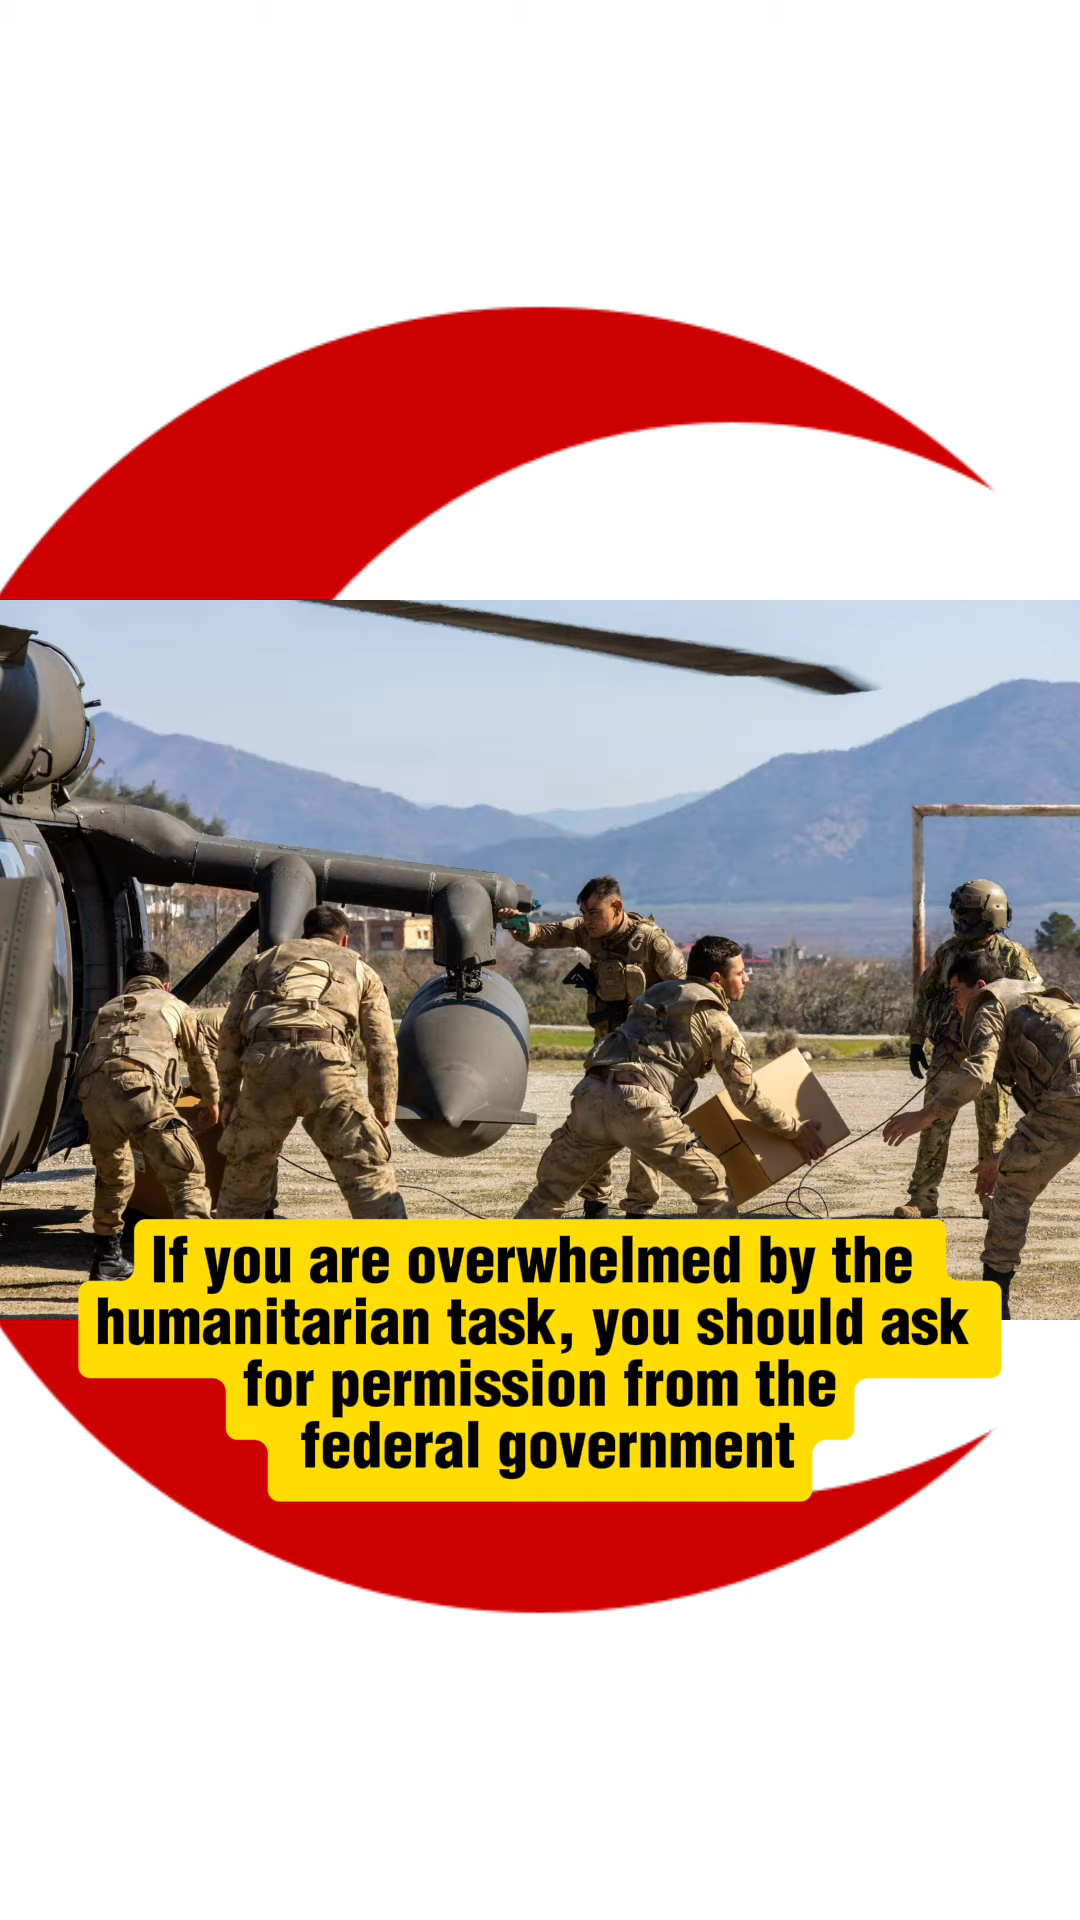 If you are overwhelmed by the
humanitarian task, you should ask
for permission from the
federal government